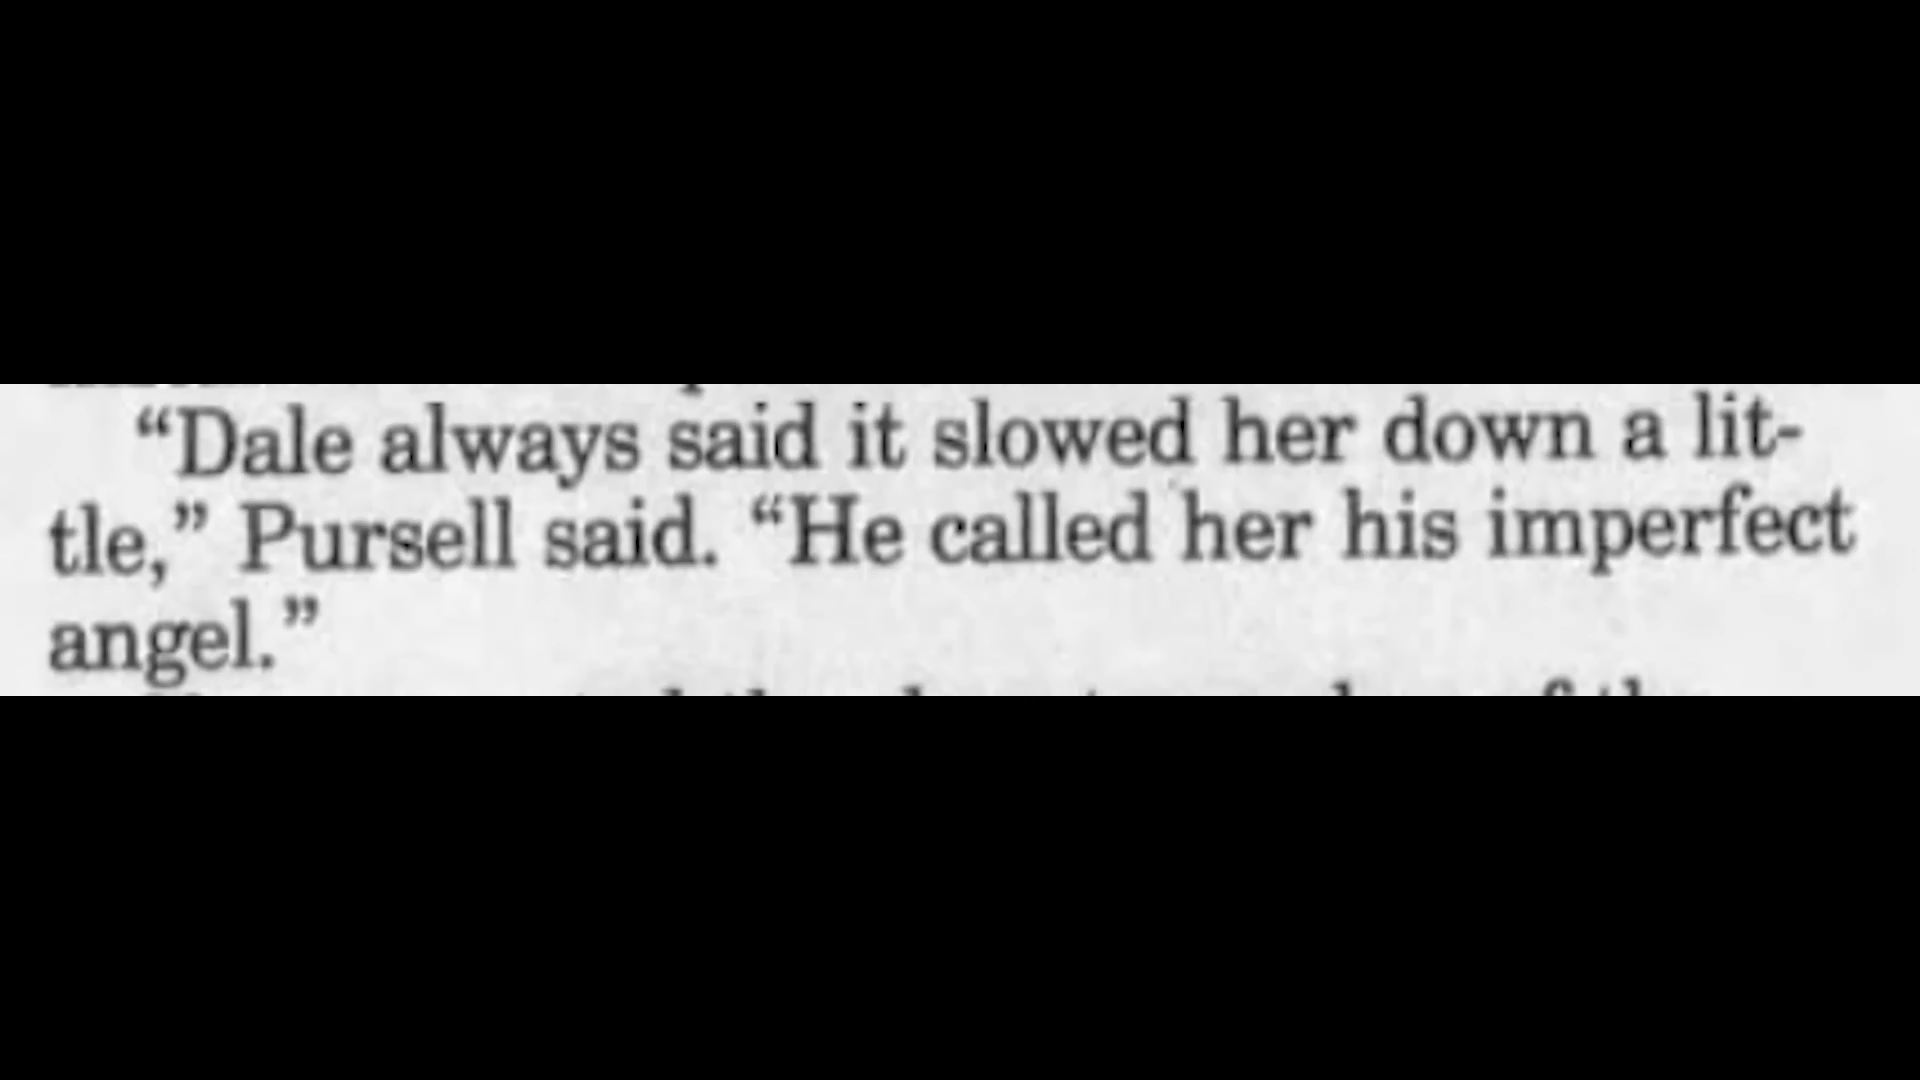 “Dale always said it slowed her down a lit-
tle,” Pursell said. “He called her his imperfect
angel.”